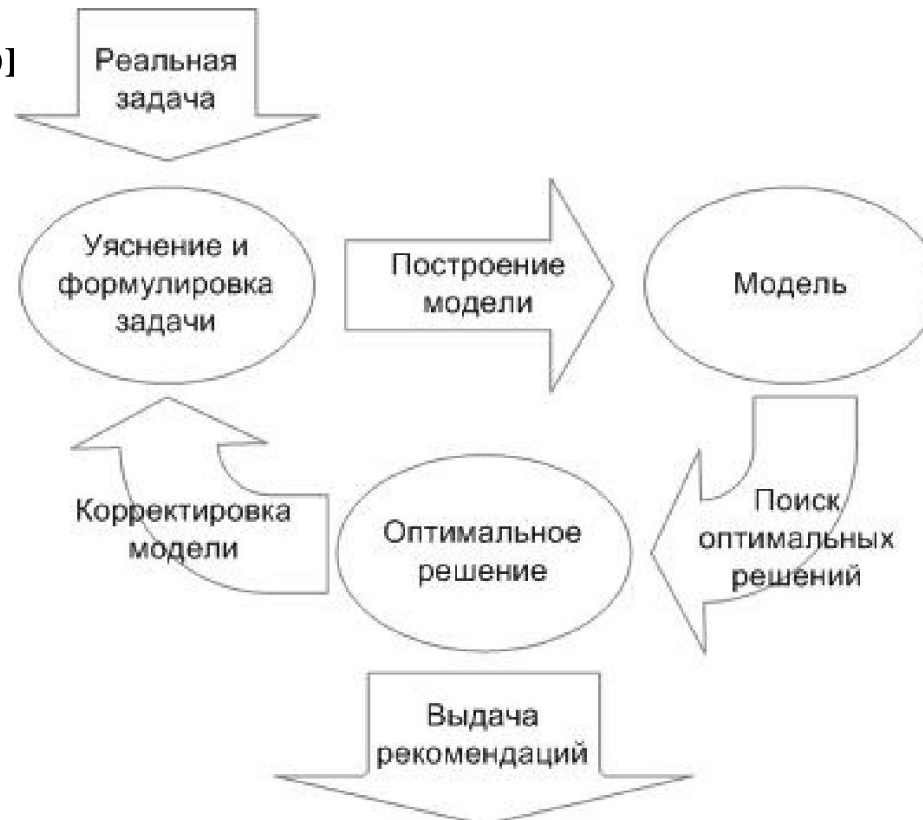 ]
Реальная
задача
Уяснение и
формулировка
задачи
Построение
модели
Модель
Корректировка
модели
Оптимальное
решение
Поиск
оптимальных
решений
Выдача
рекомендаций